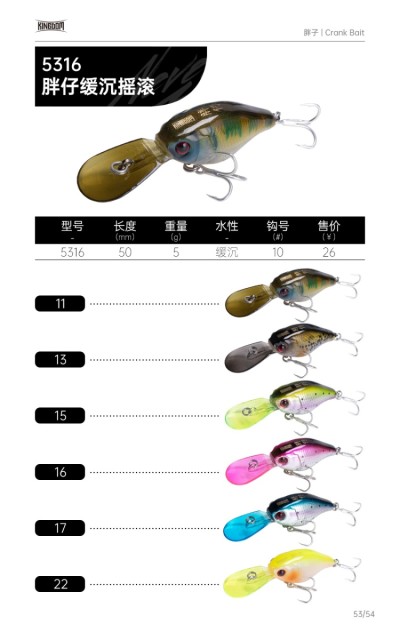 KINGDOM
胖子 | Crank Bait
5316
胖仔缓沉摇滚
KINGDOM
型号 长度 重量 水性 钩号 售价
- (mm) (g) - (#) (¥)
5316 50 5 缓沉 10 26
11
13
15
16
17
22
53/54